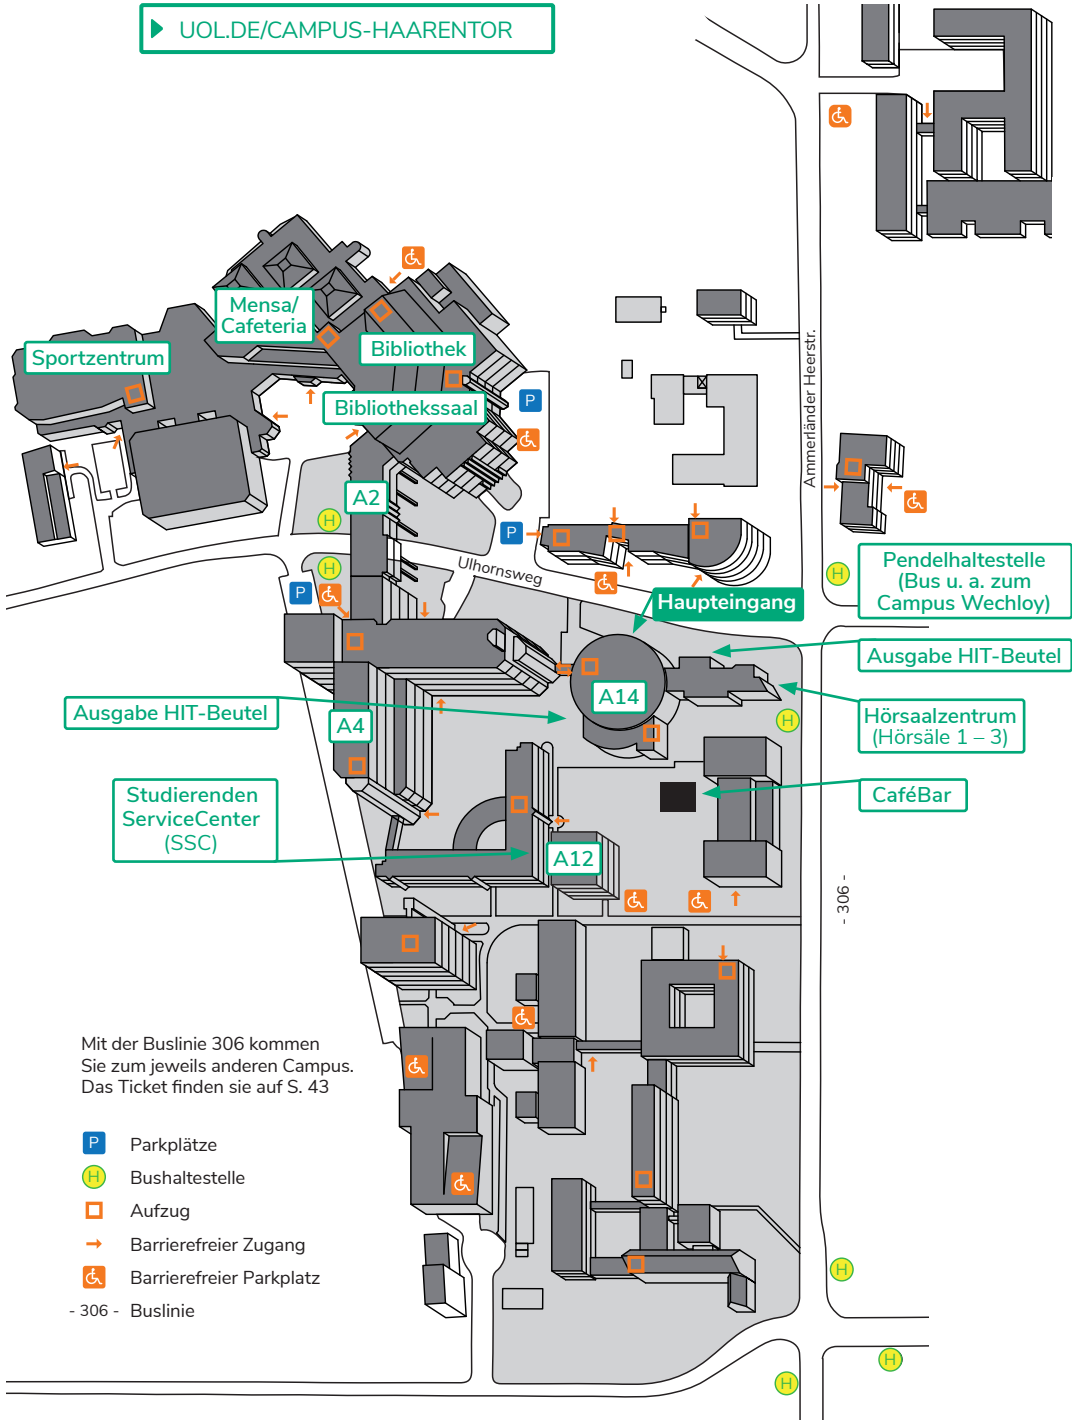 UOL.DE/CAMPUS-HAARENTOR
Mensa/
Cafeteria
Sportzentrum
Bibliothek
Bibliothekssaal
P
Ammerländer Heerstr.
A2
H
P
H
Ulhornsweg
P
Haupteingang
H
Pendelhaltestelle
(Bus u. a. zum
Campus Wechloy)
Ausgabe HIT-Beutel
A14
Ausgabe HIT-Beutel
A4
H
Hörsaalzentrum
(Hörsäle 1 – 3)
Studierenden
ServiceCenter
(SSC)
CaféBar
A12
- 306 -
Mit der Buslinie 306 kommen
Sie zum jeweils anderen Campus.
Das Ticket finden sie auf S. 43
P Parkplätze
H Bushaltestelle
Aufzug
Barrierefreier Zugang
Barrierefreier Parkplatz
- 306 - Buslinie
H
H
H